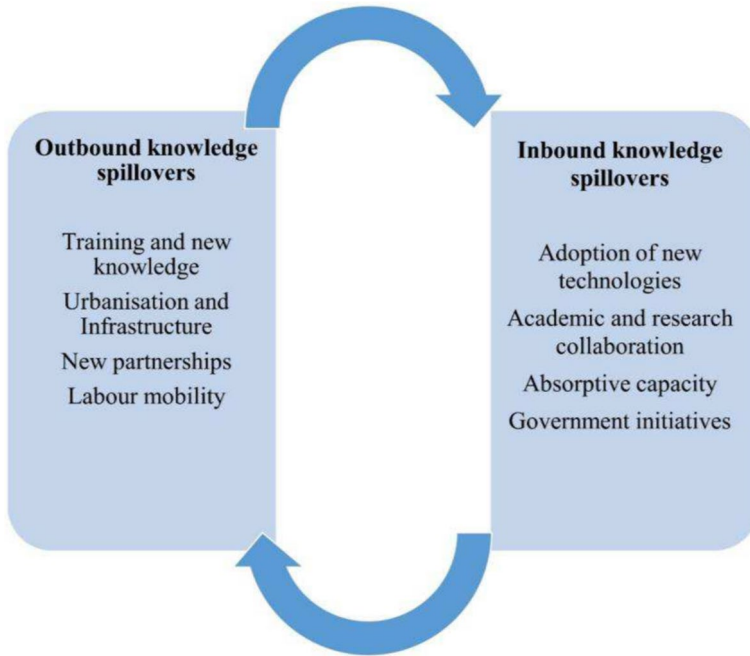 Outbound knowledge
spillovers
Training and new
knowledge
Urbanisation and
Infrastructure
New partnerships
Labour mobility
Inbound knowledge
spillovers
Adoption of new
technologies
Academic and research
collaboration
Absorptive capacity
Government initiatives